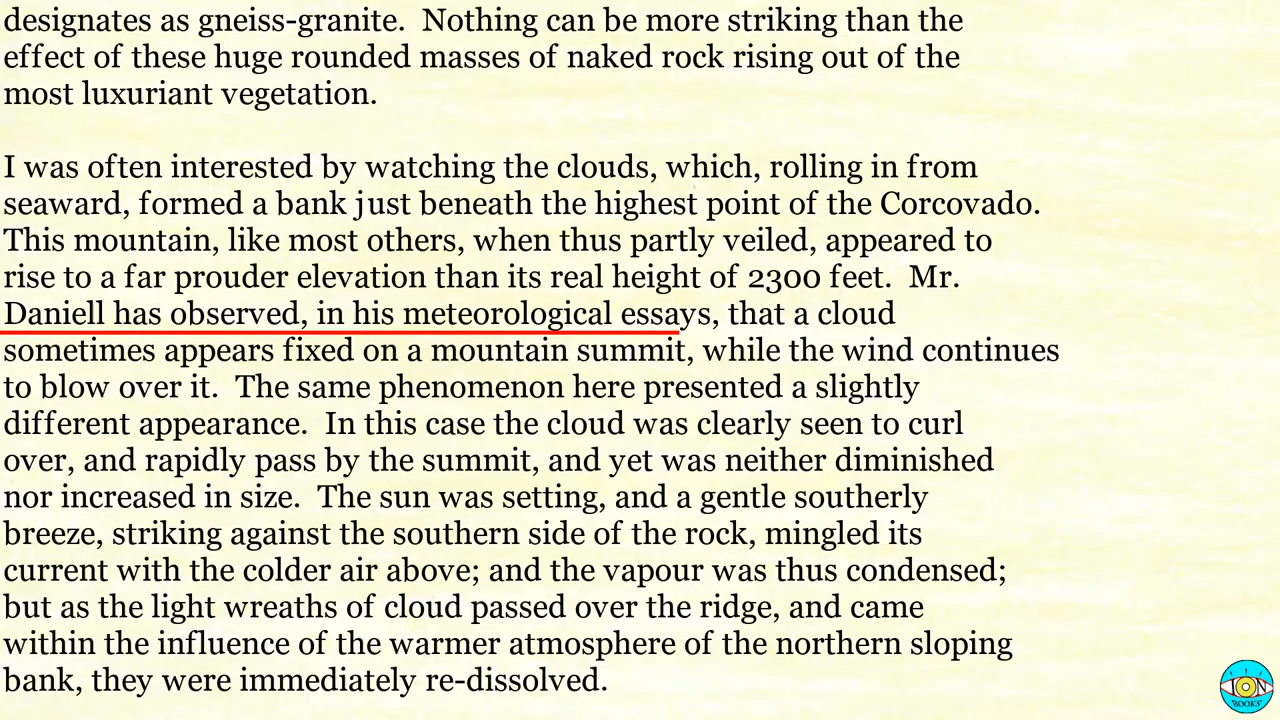 designates as gneiss-granite.  Nothing can be more striking than the
effect of these huge rounded masses of naked rock rising out of the
most luxuriant vegetation.

I was often interested by watching the clouds, which, rolling in from
seaward, formed a bank just beneath the highest point of the Corcovado.
This mountain, like most others, when thus partly veiled, appeared to
rise to a far prouder elevation than its real height of 2300 feet.  Mr.
Daniell has observed, in his meteorological essays, that a cloud
sometimes appears fixed on a mountain summit, while the wind continues
to blow over it.  The same phenomenon here presented a slightly
different appearance.  In this case the cloud was clearly seen to curl
over, and rapidly pass by the summit, and yet was neither diminished
nor increased in size.  The sun was setting, and a gentle southerly
breeze, striking against the southern side of the rock, mingled its
current with the colder air above; and the vapour was thus condensed;
but as the light wreaths of cloud passed over the ridge, and came
within the influence of the warmer atmosphere of the northern sloping
bank, they were immediately re-dissolved.
ION
BOOKS